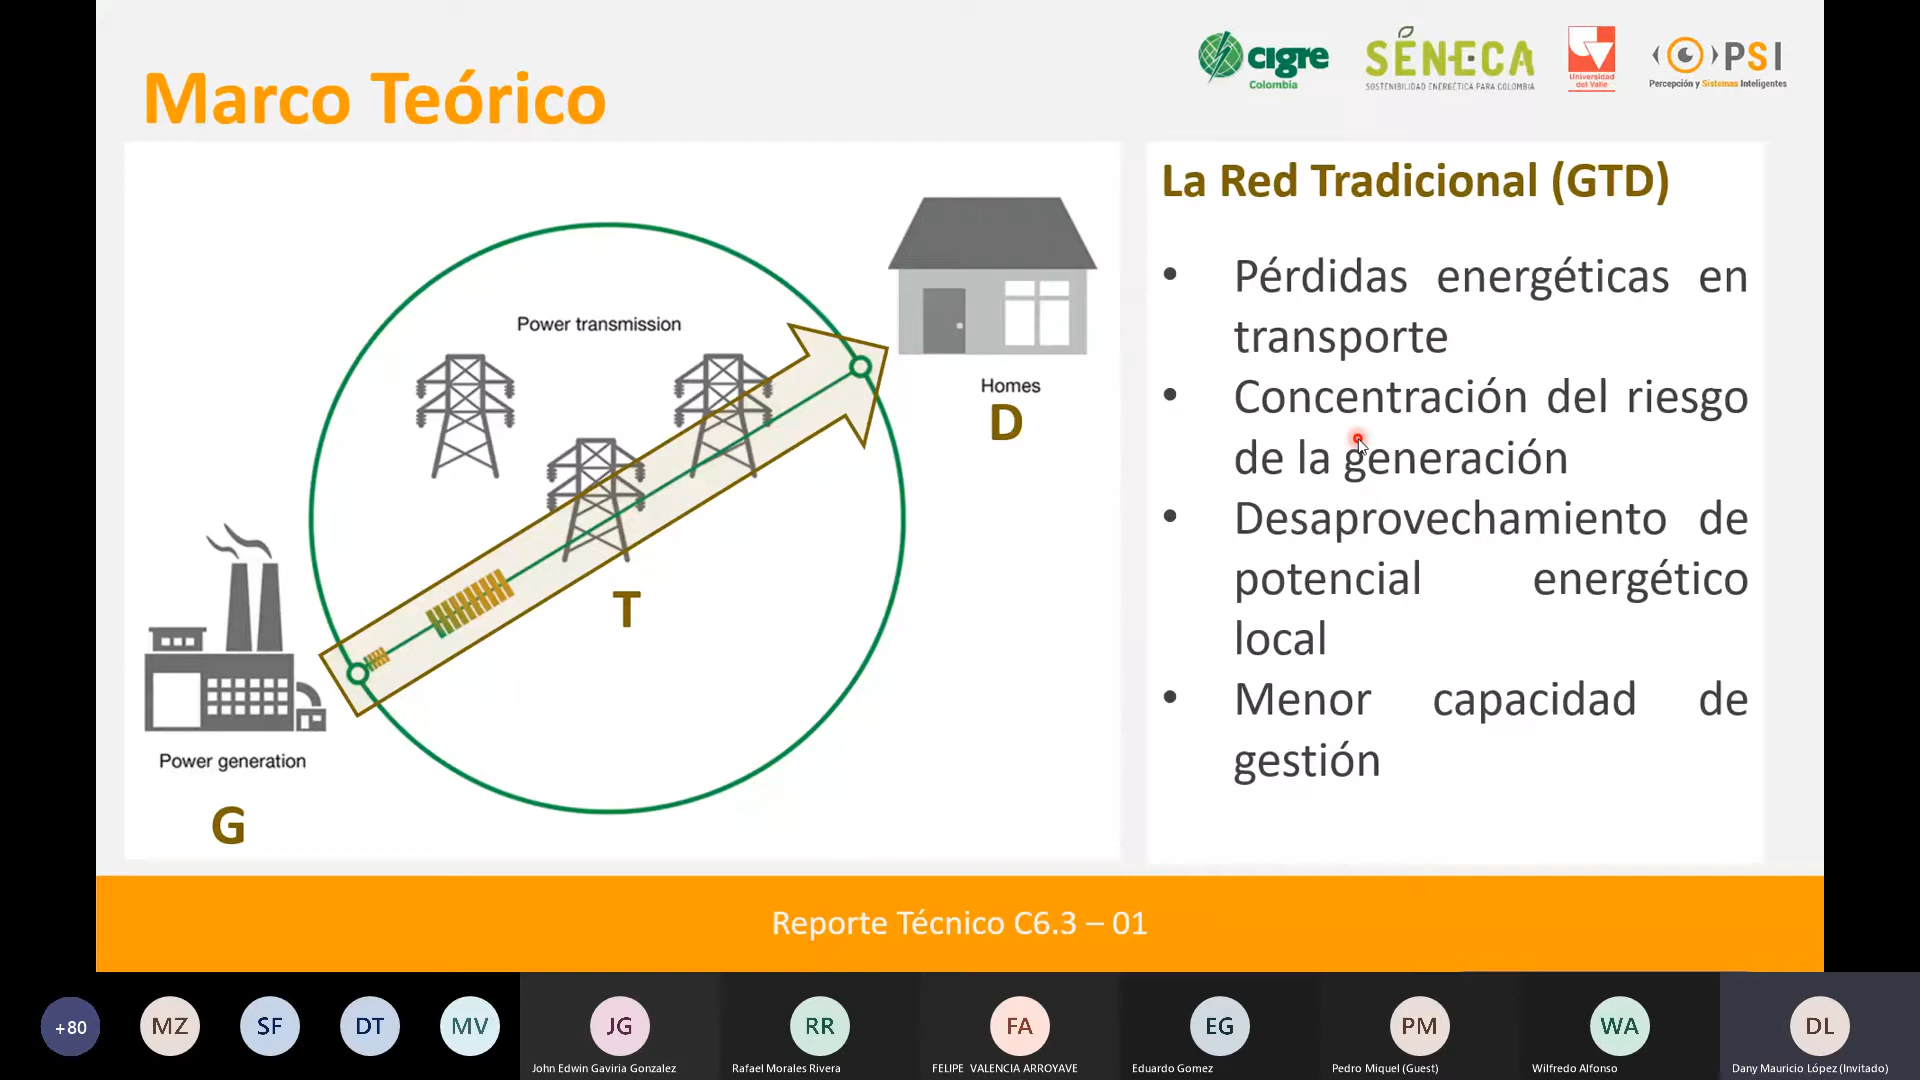 Marco Teórico
cigre
Colombia
SÉNECA
SOSTENIBILIDAD ENERGÉTICA PARA COLOMBIA
Universidad
del Valle
PSI
Percepción y Sistemas Inteligentes
Power transmission
Homes
D
T
Power generation
G
La Red Tradicional (GTD)
• Pérdidas energéticas en
transporte
• Concentración del riesgo
de la generación
• Desaprovechamiento de
potencial energético
local
• Menor capacidad de
gestión
Reporte Técnico C6.3 – 01
+80
MZ
SF
DT
MV
JG
John Edwin Gaviria Gonzalez
RR
Rafael Morales Rivera
FA
FELIPE VALENCIA ARROYAVE
EG
Eduardo Gomez
PM
Pedro Miquel (Guest)
WA
Wilfredo Alfonso
DL
Dany Mauricio López (Invitado)